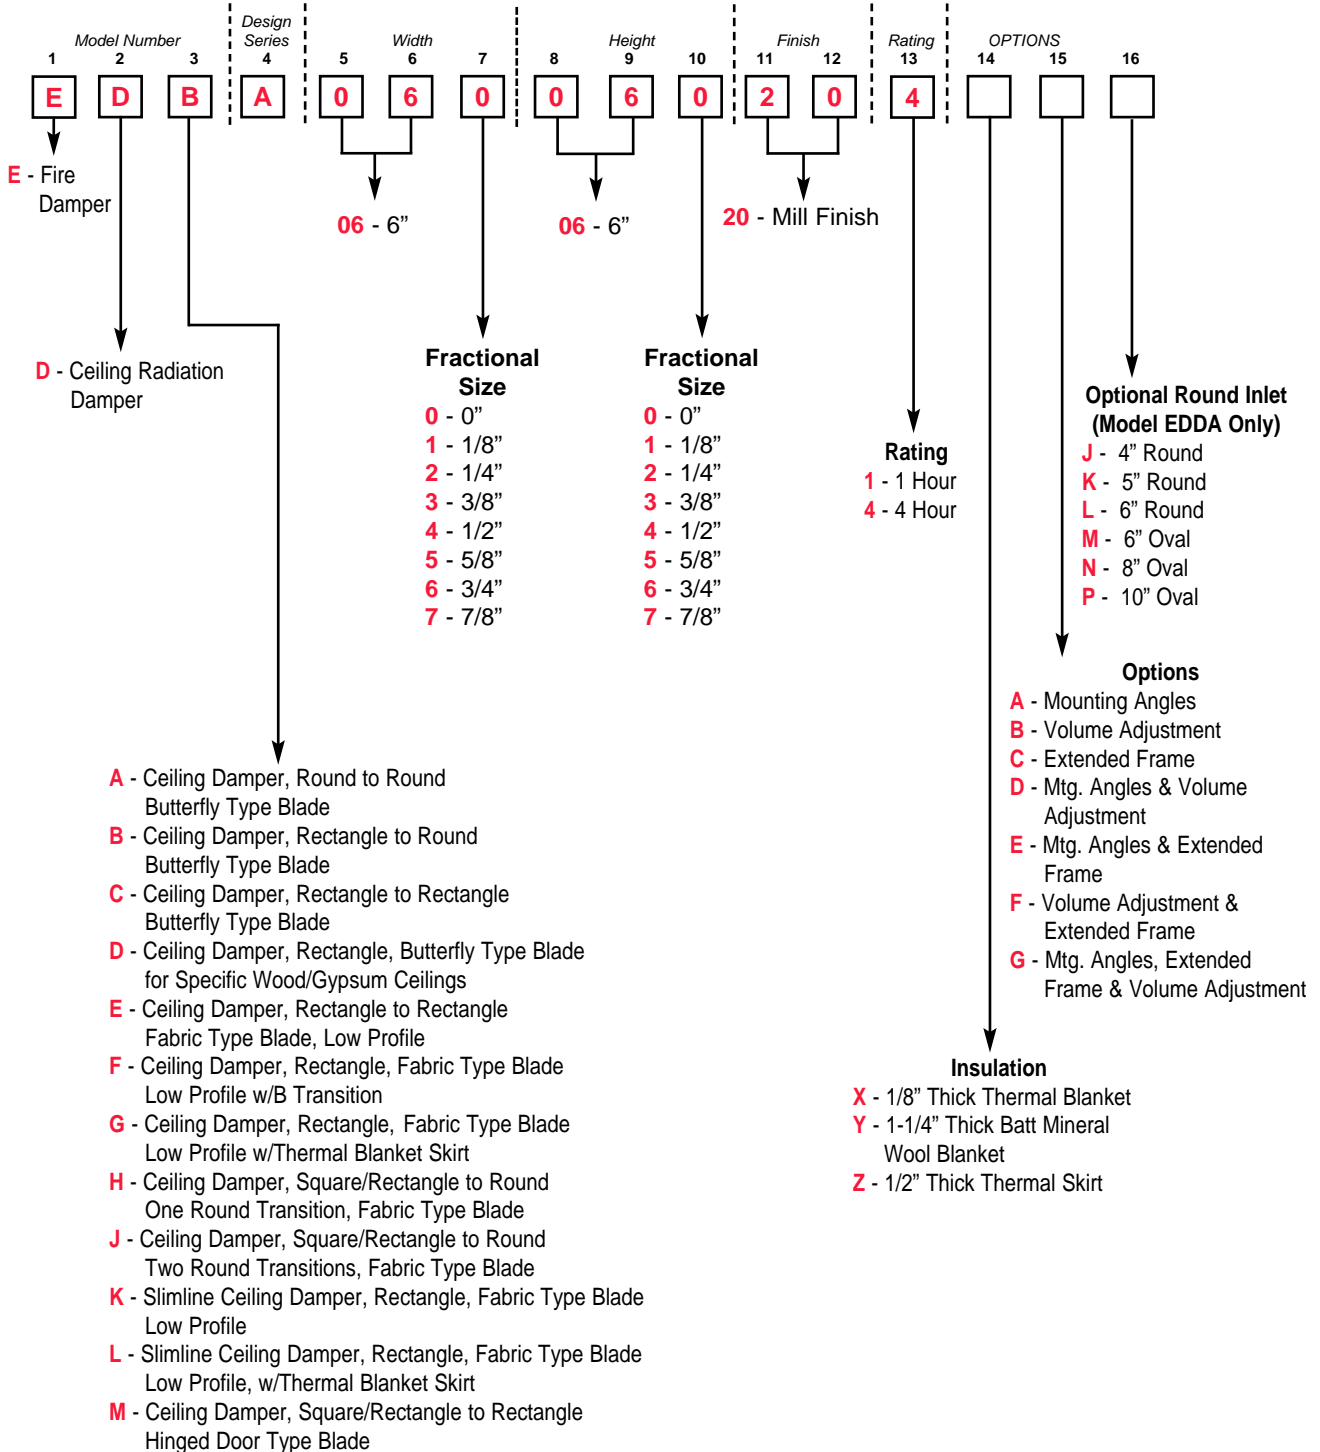 Model Number
Design
Series
Width
Height
Finish
Rating
OPTIONS
1 2 3 4 5 6 7 8 9 10 11 12 13 14 15 16
E D B A 0 6 0 0 6 0 2 0 4
E - Fire
Damper
06 - 6”
06 - 6”
20 - Mill Finish
D - Ceiling Radiation
Damper
Fractional
Size
0 - 0”
1 - 1/8”
2 - 1/4”
3 - 3/8”
4 - 1/2”
5 - 5/8”
6 - 3/4”
7 - 7/8”
Fractional
Size
0 - 0”
1 - 1/8”
2 - 1/4”
3 - 3/8”
4 - 1/2”
5 - 5/8”
6 - 3/4”
7 - 7/8”
Rating
1 - 1 Hour
4 - 4 Hour
Optional Round Inlet
(Model EDDA Only)
J - 4” Round
K - 5” Round
L - 6” Round
M - 6” Oval
N - 8” Oval
P - 10” Oval
Options
A - Mounting Angles
B - Volume Adjustment
C - Extended Frame
D - Mtg. Angles & Volume
Adjustment
E - Mtg. Angles & Extended
Frame
F - Volume Adjustment &
Extended Frame
G - Mtg. Angles, Extended
Frame & Volume Adjustment
Insulation
X - 1/8” Thick Thermal Blanket
Y - 1-1/4” Thick Batt Mineral
Wool Blanket
Z - 1/2” Thick Thermal Skirt
A - Ceiling Damper, Round to Round
Butterfly Type Blade
B - Ceiling Damper, Rectangle to Round
Butterfly Type Blade
C - Ceiling Damper, Rectangle to Rectangle
Butterfly Type Blade
D - Ceiling Damper, Rectangle, Butterfly Type Blade
for Specific Wood/Gypsum Ceilings
E - Ceiling Damper, Rectangle to Rectangle
Fabric Type Blade, Low Profile
F - Ceiling Damper, Rectangle, Fabric Type Blade
Low Profile w/B Transition
G - Ceiling Damper, Rectangle, Fabric Type Blade
Low Profile w/Thermal Blanket Skirt
H - Ceiling Damper, Square/Rectangle to Round
One Round Transition, Fabric Type Blade
J - Ceiling Damper, Square/Rectangle to Round
Two Round Transitions, Fabric Type Blade
K - Slimline Ceiling Damper, Rectangle, Fabric Type Blade
Low Profile
L - Slimline Ceiling Damper, Rectangle, Fabric Type Blade
Low Profile, w/Thermal Blanket Skirt
M - Ceiling Damper, Square/Rectangle to Rectangle
Hinged Door Type Blade